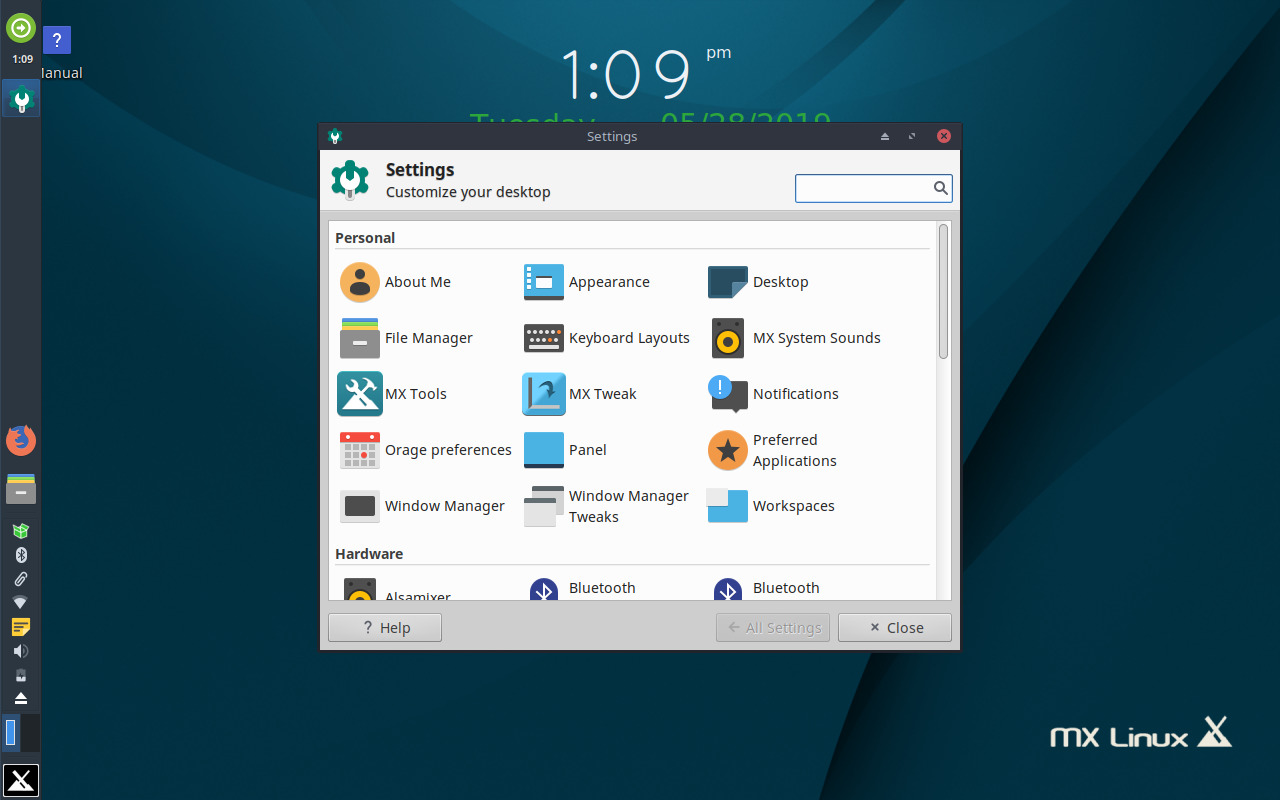 1:09
?
anual
1:09 pm
Tuesday 05/28/2019
Settings
Settings
Customize your desktop
Personal
About Me
Appearance
Desktop
File Manager
Keyboard Layouts
MX System Sounds
MX Tools
MX Tweak
Notifications
Orage preferences
Panel
Preferred
Applications
Window Manager
Window Manager
Tweaks
Workspaces
Hardware
Alsamixer
Bluetooth
Bluetooth
? Help
All Settings
Close
MX Linux